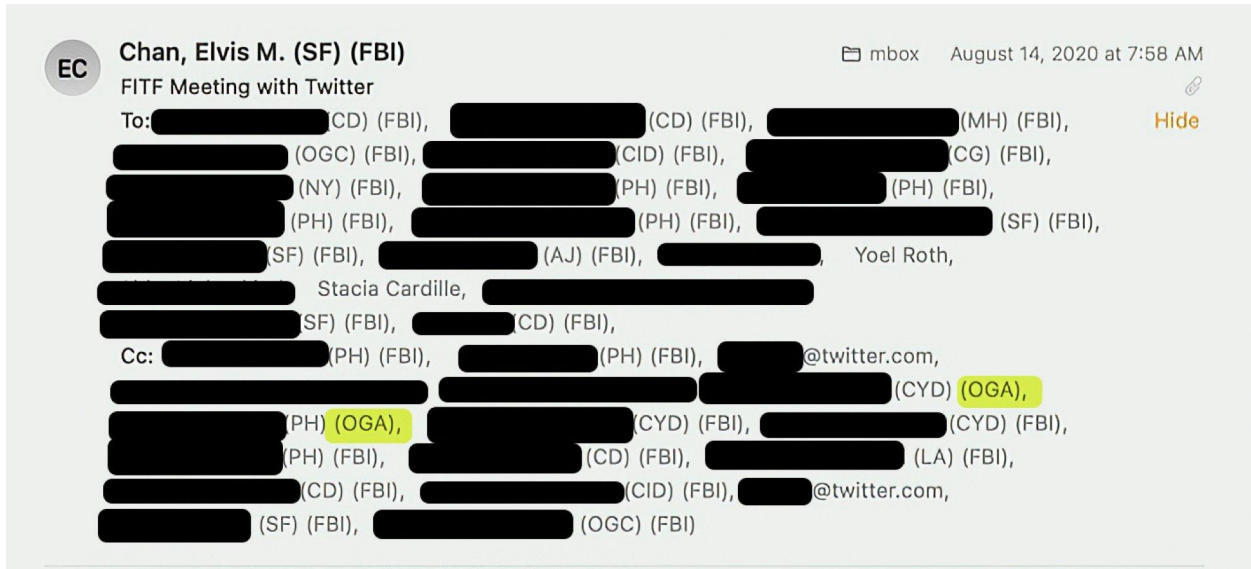 EC
Chan, Elvis M. (SF) (FBI)
mbox August 14, 2020 at 7:58 AM
FITF Meeting with Twitter
To: (CD) (FBI), (CD) (FBI), (MH) (FBI), Hide
(OGC) (FBI), (CID) (FBI), (CG) (FBI),
(NY) (FBI), (PH) (FBI), (PH) (FBI),
(PH) (FBI), (PH) (FBI), (SF) (FBI),
(SF) (FBI), (AJ) (FBI), , Yoel Roth,
Stacia Cardille,
(SF) (FBI), (CD) (FBI),
Cc: (PH) (FBI), (PH) (FBI), @twitter.com,
(CYD) (OGA),
(PH) (OGA), (CYD) (FBI), (CYD) (FBI),
(PH) (FBI), (CD) (FBI), (LA) (FBI),
(CD) (FBI), (CID) (FBI), @twitter.com,
(SF) (FBI), (OGC) (FBI)